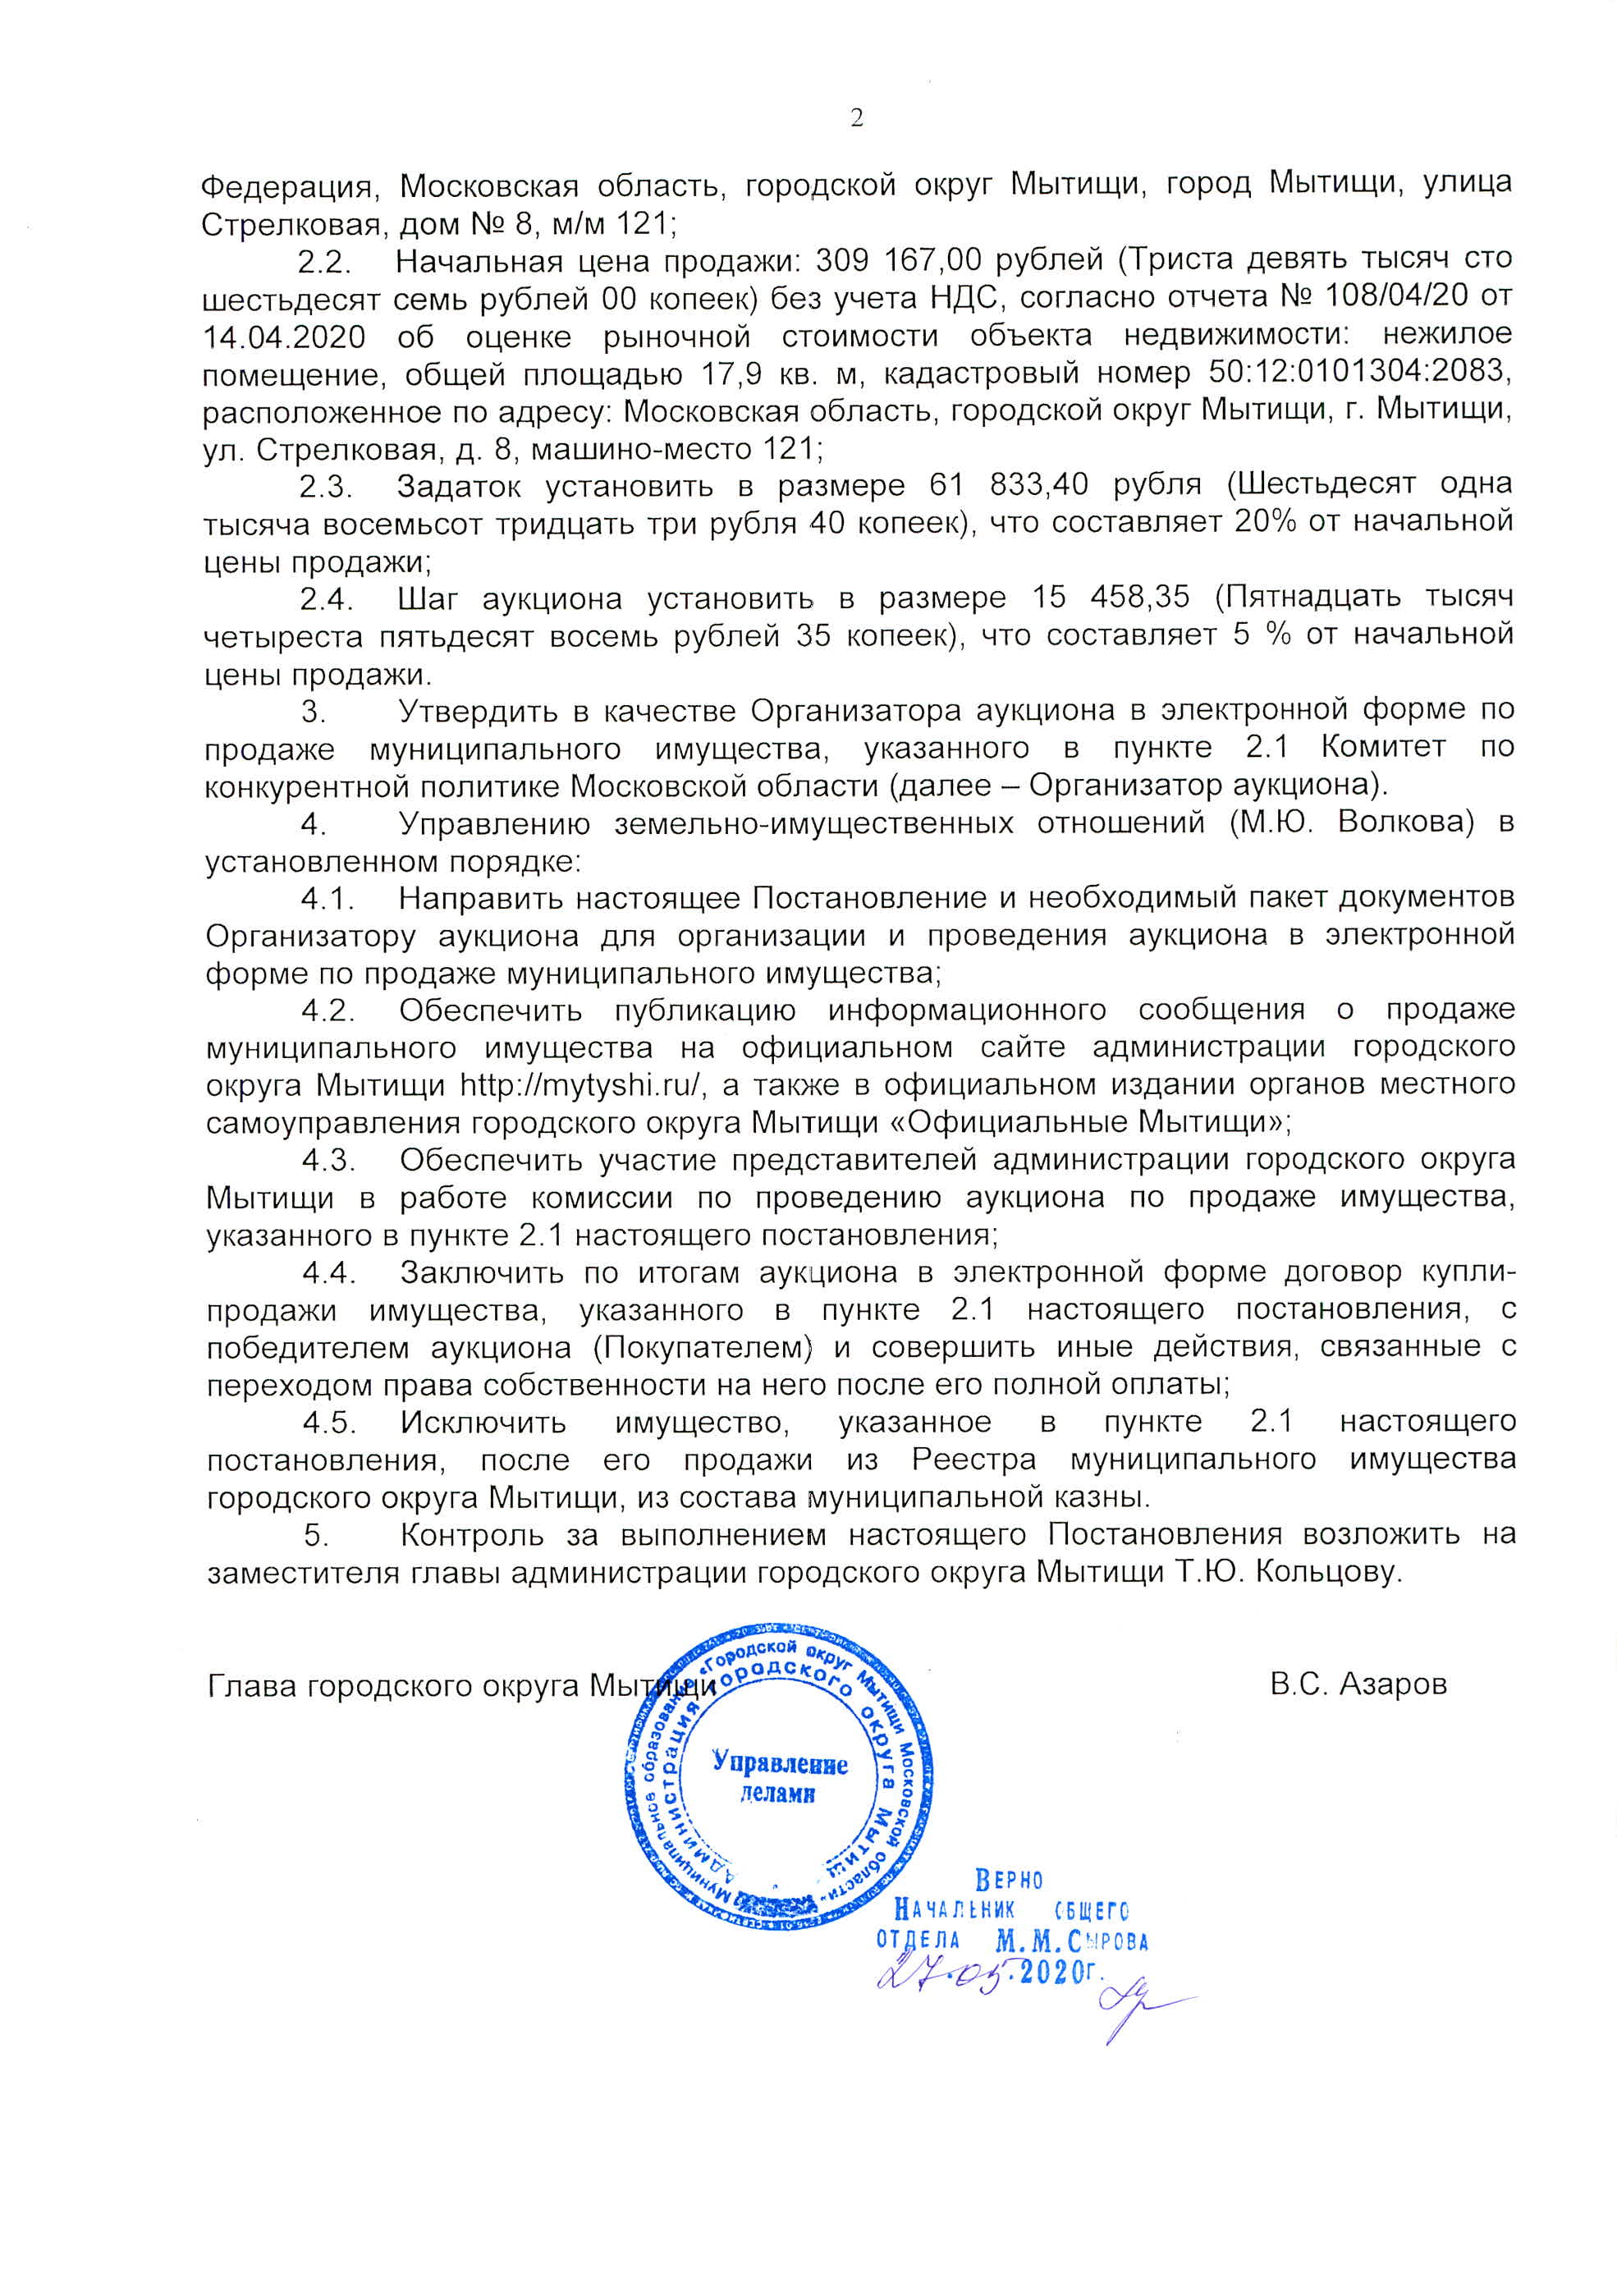 2
Федерация, Московская область, городской округ Мытищи, город Мытищи, улица
Стрелковая, дом № 8, м/м 121;
2.2. Начальная цена продажи: 309 167,00 рублей (Триста девять тысяч сто
шестьдесят семь рублей 00 копеек) без учета НДС, согласно отчета № 108/04/20 от
14.04.2020 об оценке рыночной стоимости объекта недвижимости: нежилое
помещение, общей площадью 17,9 кв. м, кадастровый номер 50:12:0101304:2083,
расположенное по адресу: Московская область, городской округ Мытищи, г. Мытищи,
ул. Стрелковая, д. 8, машино-место 121;
2.3. Задаток установить в размере 61 833,40 рубля (Шестьдесят одна
тысяча восемьсот тридцать три рубля 40 копеек), что составляет 20% от начальной
цены продажи;
2.4. Шаг аукциона установить в размере 15 458,35 (Пятнадцать тысяч
четыреста пятьдесят восемь рублей 35 копеек), что составляет 5 % от начальной
цены продажи.
3. Утвердить в качестве Организатора аукциона в электронной форме по
продаже муниципального имущества, указанного в пункте 2.1 Комитет по
конкурентной политике Московской области (далее – Организатор аукциона).
4. Управлению земельно-имущественных отношений (М.Ю. Волкова) в
установленном порядке:
4.1. Направить настоящее Постановление и необходимый пакет документов
Организатору аукциона для организации и проведения аукциона в электронной
форме по продаже муниципального имущества;
4.2. Обеспечить публикацию информационного сообщения о продаже
муниципального имущества на официальном сайте администрации городского
округа Мытищи http://mytyshi.ru/, а также в официальном издании органов местного
самоуправления городского округа Мытищи «Официальные Мытищи»;
4.3. Обеспечить участие представителей администрации городского округа
Мытищи в работе комиссии по проведению аукциона по продаже имущества,
указанного в пункте 2.1 настоящего постановления;
4.4. Заключить по итогам аукциона в электронной форме договор купли-
продажи имущества, указанного в пункте 2.1 настоящего постановления, с
победителем аукциона (Покупателем) и совершить иные действия, связанные с
переходом права собственности на него после его полной оплаты;
4.5. Исключить имущество, указанное в пункте 2.1 настоящего
постановления, после его продажи из Реестра муниципального имущества
городского округа Мытищи, из состава муниципальной казны.
5. Контроль за выполнением настоящего Постановления возложить на
заместителя главы администрации городского округа Мытищи Т.Ю. Кольцову.
Глава городского округа Мытищи В.С. Азаров
Муниципальное образование «Городской округ Мытищи Московской области»
Администрация городского округа Мытищи
Управление
делами
Верно
Начальник общего
отдела М.М.Сырова
27.05.2020г.